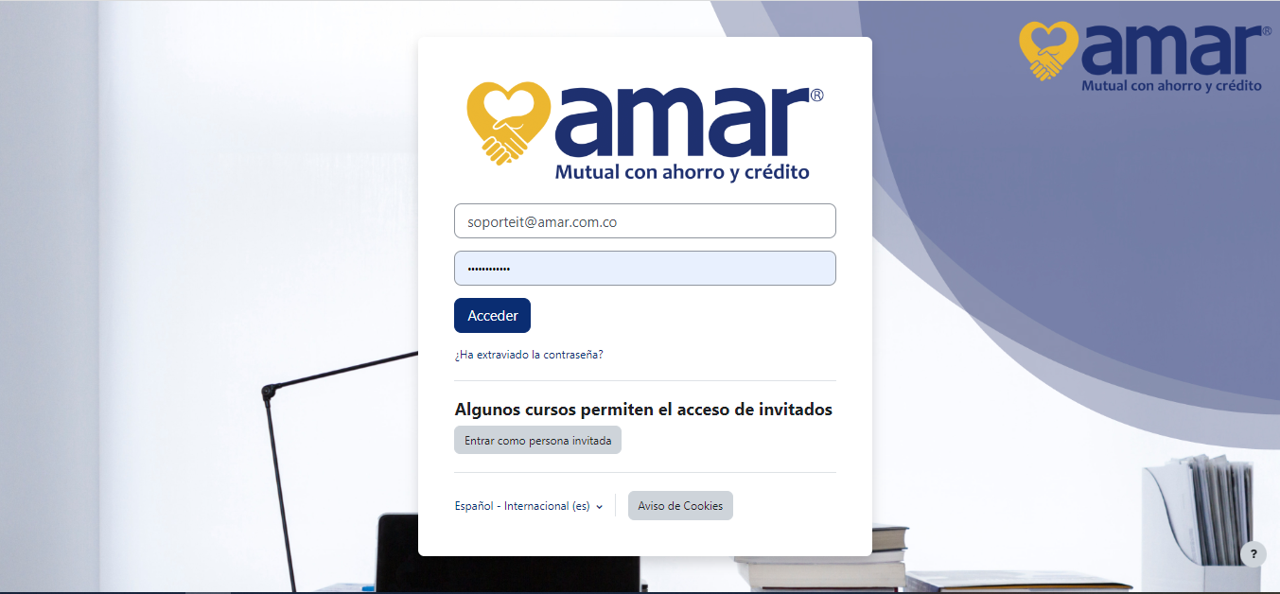 amar®
Mutual con ahorro y crédito
amar®
Mutual con ahorro y crédito
soporteit@amar.com.co
••••••••••••
Acceder
¿Ha extraviado la contraseña?
Algunos cursos permiten el acceso de invitados
Entrar como persona invitada
Español - Internacional (es)
Aviso de Cookies
?